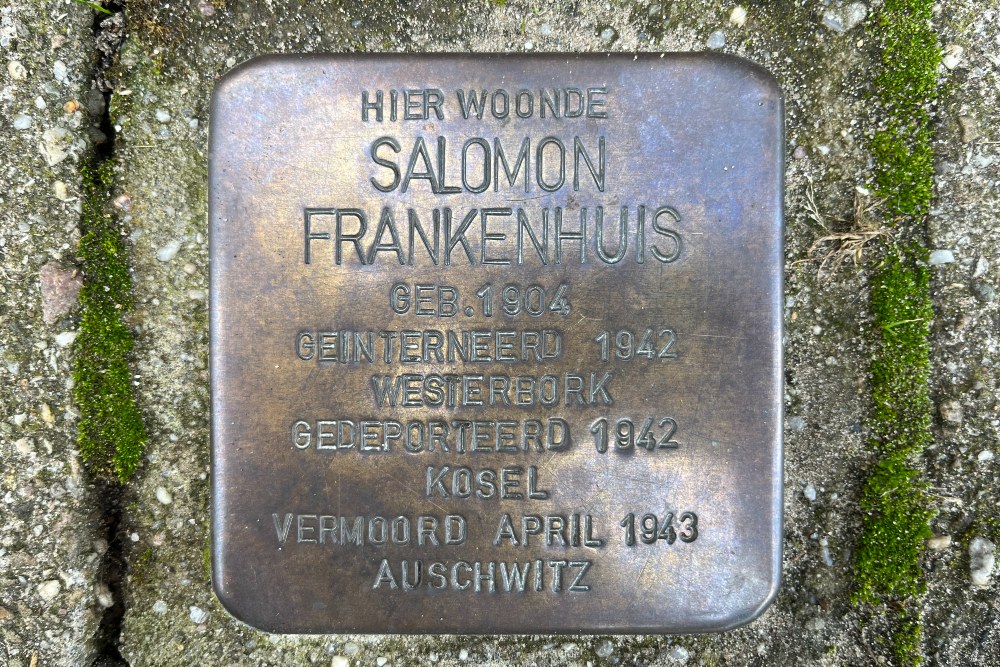 HIER WOONDE
SALOMON
FRANKENHUIS
GEB. 1904
GEINTERNEERD 1942
WESTERBORK
GEDEPORTEERD 1942
KOSEL
VERMOORD APRIL 1943
AUSCHWITZ